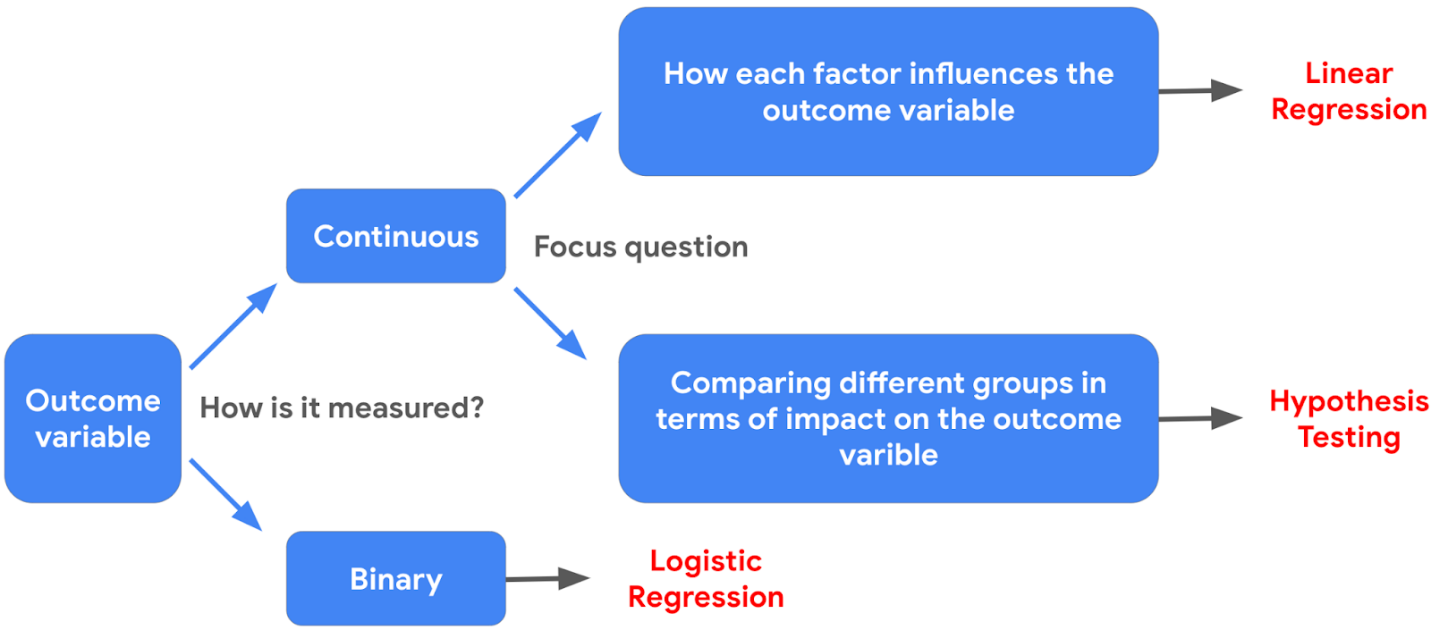 How each factor influences the
outcome variable
Linear
Regression
Continuous
Focus question
Outcome
variable
How is it measured?
Comparing different groups in
terms of impact on the outcome
varible
Hypothesis
Testing
Binary
Logistic
Regression